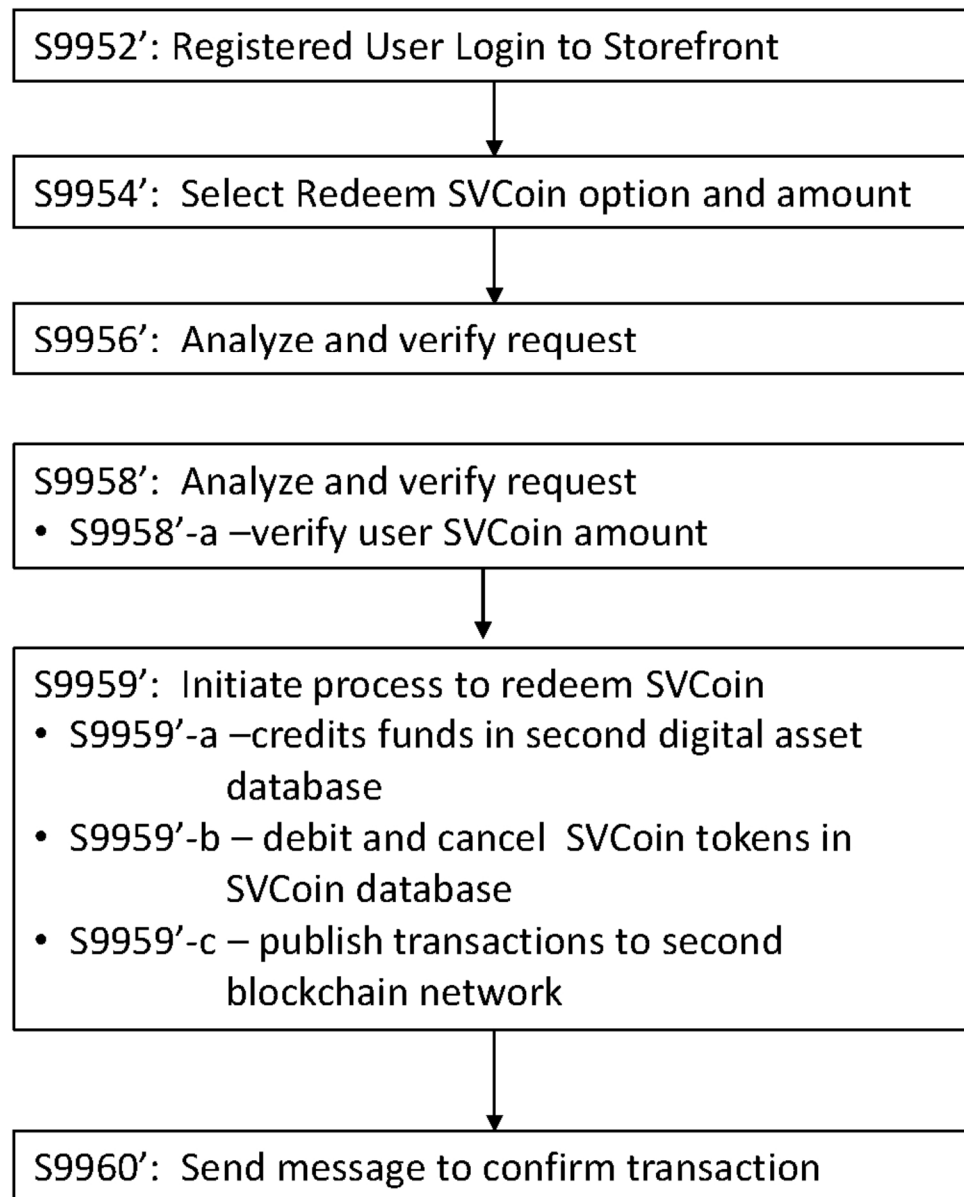 S9952’: Registered User Login to Storefront
S9954’: Select Redeem SVCoin option and amount
S9956’: Analyze and verify request
S9958’: Analyze and verify request
• S9958’-a –verify user SVCoin amount
S9959’: Initiate process to redeem SVCoin
• S9959’-a –credits funds in second digital asset
database
• S9959’-b – debit and cancel SVCoin tokens in
SVCoin database
• S9959’-c – publish transactions to second
blockchain network
S9960’: Send message to confirm transaction